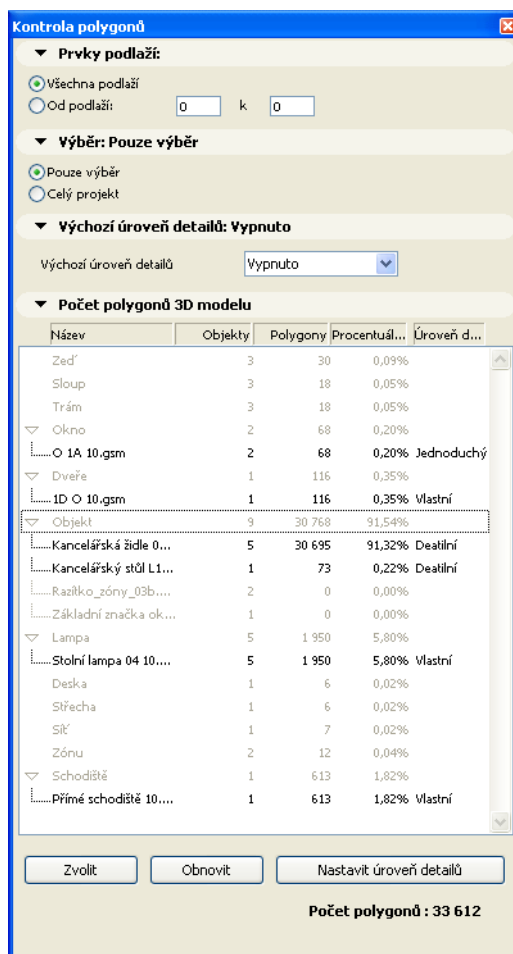 Kontrola polygonů
Prvky podlaží:
Všechna podlaží
Od podlaží: 0 k 0
Výběr: Pouze výběr
Pouze výběr
Celý projekt
Výchozí úroveň detailů: Vypnuto
Výchozí úroveň detailů Vypnuto
Počet polygonů 3D modelu
Název Objekty Polygony Procentuál... Úroveň d...
Zeď 3 30 0,09%
Sloup 3 18 0,05%
Trám 3 18 0,05%
Okno 2 68 0,20%
O 1A 10.gsm 2 68 0,20% Jednoduchý
Dveře 1 116 0,35%
1D O 10.gsm 1 116 0,35% Vlastní
Objekt 9 30 768 91,54%
Kancelářská židle 0... 5 30 695 91,32% Deatilní
Kancelářský stůl L1... 1 73 0,22% Deatilní
Razítko_zóny_03b.... 2 0 0,00%
Základní značka ok... 1 0 0,00%
Lampa 5 1 950 5,80%
Stolní lampa 04 10.... 5 1 950 5,80% Vlastní
Deska 1 6 0,02%
Střecha 1 6 0,02%
Síť 1 7 0,02%
Zónu 2 12 0,04%
Schodiště 1 613 1,82%
Přímé schodiště 10.... 1 613 1,82% Vlastní
Zvolit Obnovit Nastavit úroveň detailů
Počet polygonů : 33 612